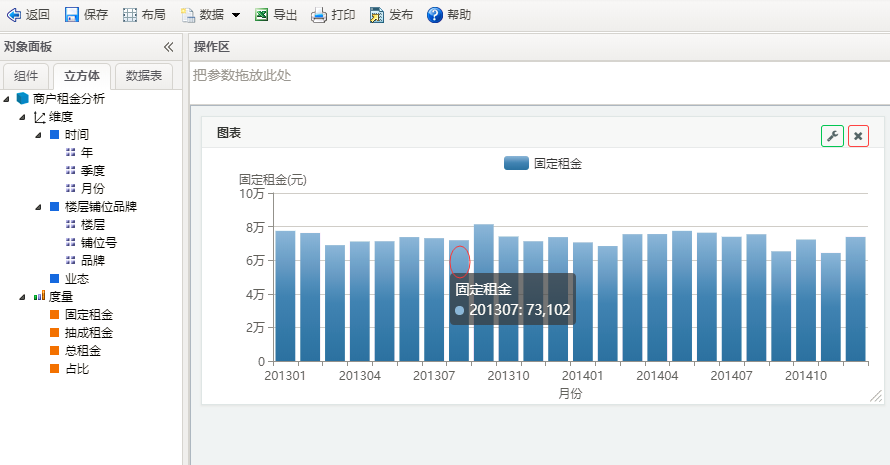 返回 保存 布局 数据 导出 打印 发布 帮助
对象面板
操作区
组件 立方体 数据表
把参数拖放此处
商户租金分析
维度
时间
年
季度
月份
楼层铺位品牌
楼层
铺位号
品牌
业态
度量
固定租金
抽成租金
总租金
占比
图表
固定租金
固定租金(元)
10万
8万
6万
4万
2万
0
固定租金
201307: 73,102
201301 201304 201307 201310 201401 201404 201407 201410
月份